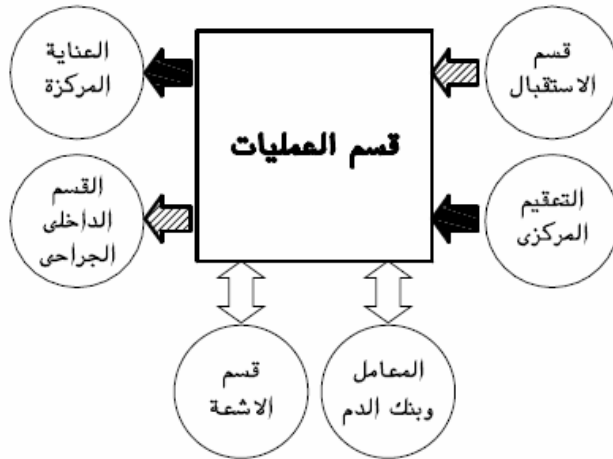 قسم
الاستقبال
العناية
المركزة
قسم العمليات
التعقيم
المركزى
القسم
الداخلى
الجراحى
المعامل
وبنك الدم
قسم
الاشعة